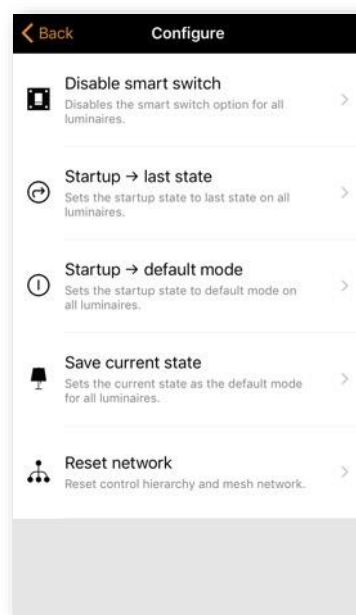 Back
Configure
Disable smart switch
Disables the smart switch option for all
luminaires.
Startup → last state
Sets the startup state to last state on all
luminaires.
Startup → default mode
Sets the startup state to default mode on
all luminaires.
Save current state
Sets the current state as the default mode
for all luminaires.
Reset network
Reset control hierarchy and mesh network.